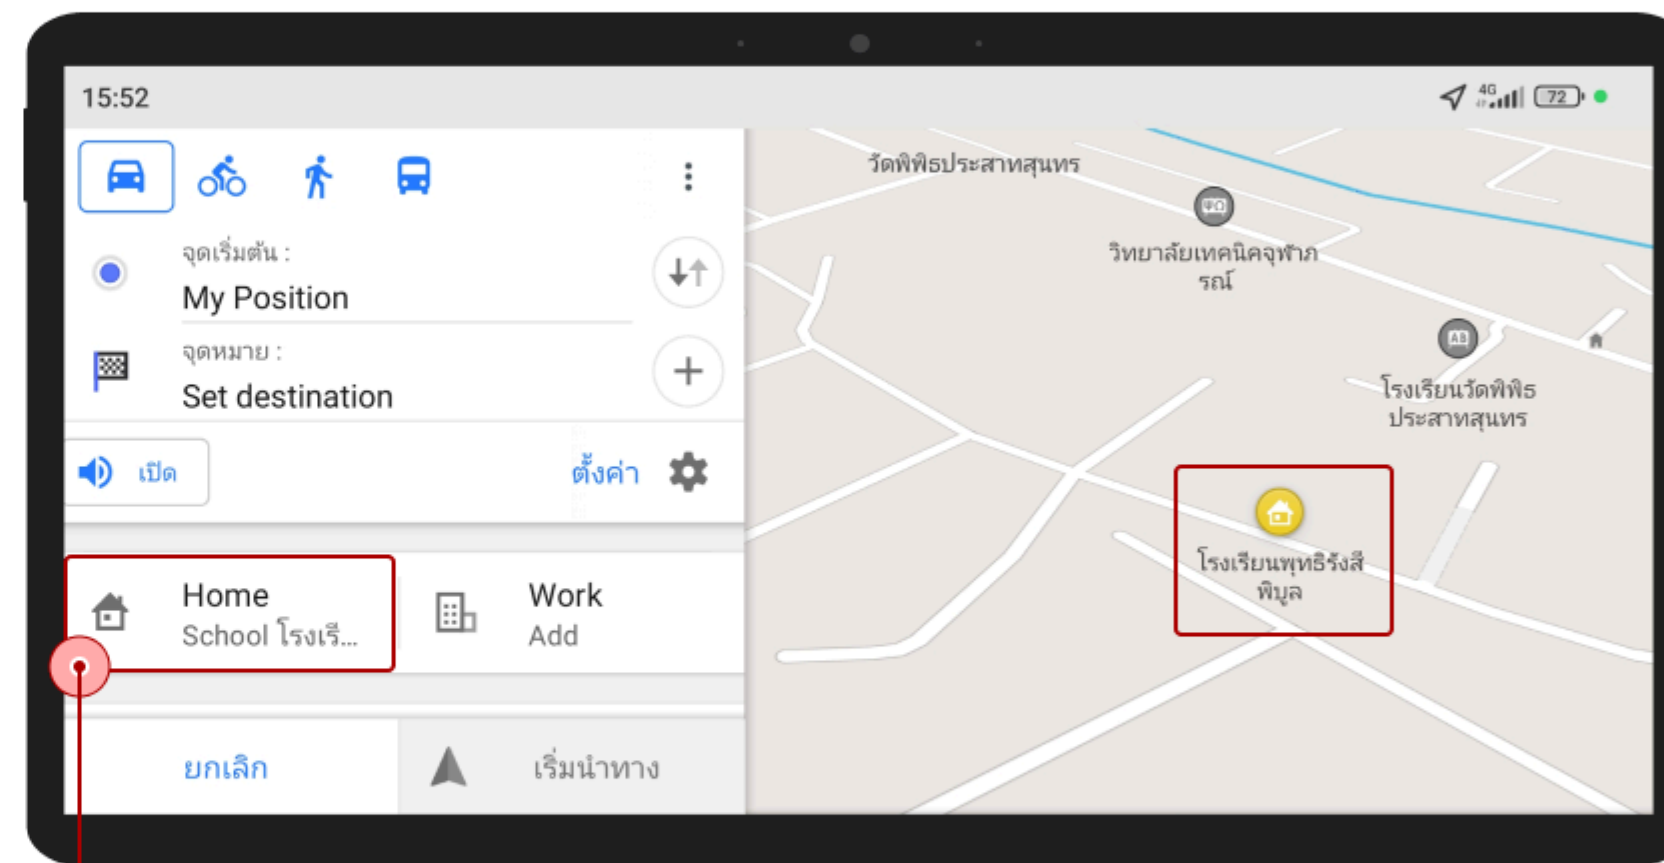 15:52
4G
72
จุดเริ่มต้น :
My Position
จุดหมาย :
Set destination
เปิด
ตั้งค่า
Home
School โรงเรี...
Work
Add
ยกเลิก
เริ่มนำทาง
วัดพิพิธประสาทสุนทร
วิทยาลัยเทคนิคจุฬาภ
รณ์
AB
โรงเรียนวัดพิพิธ
ประสาทสุนทร
โรงเรียนพุทธิรังสี
พิบูล